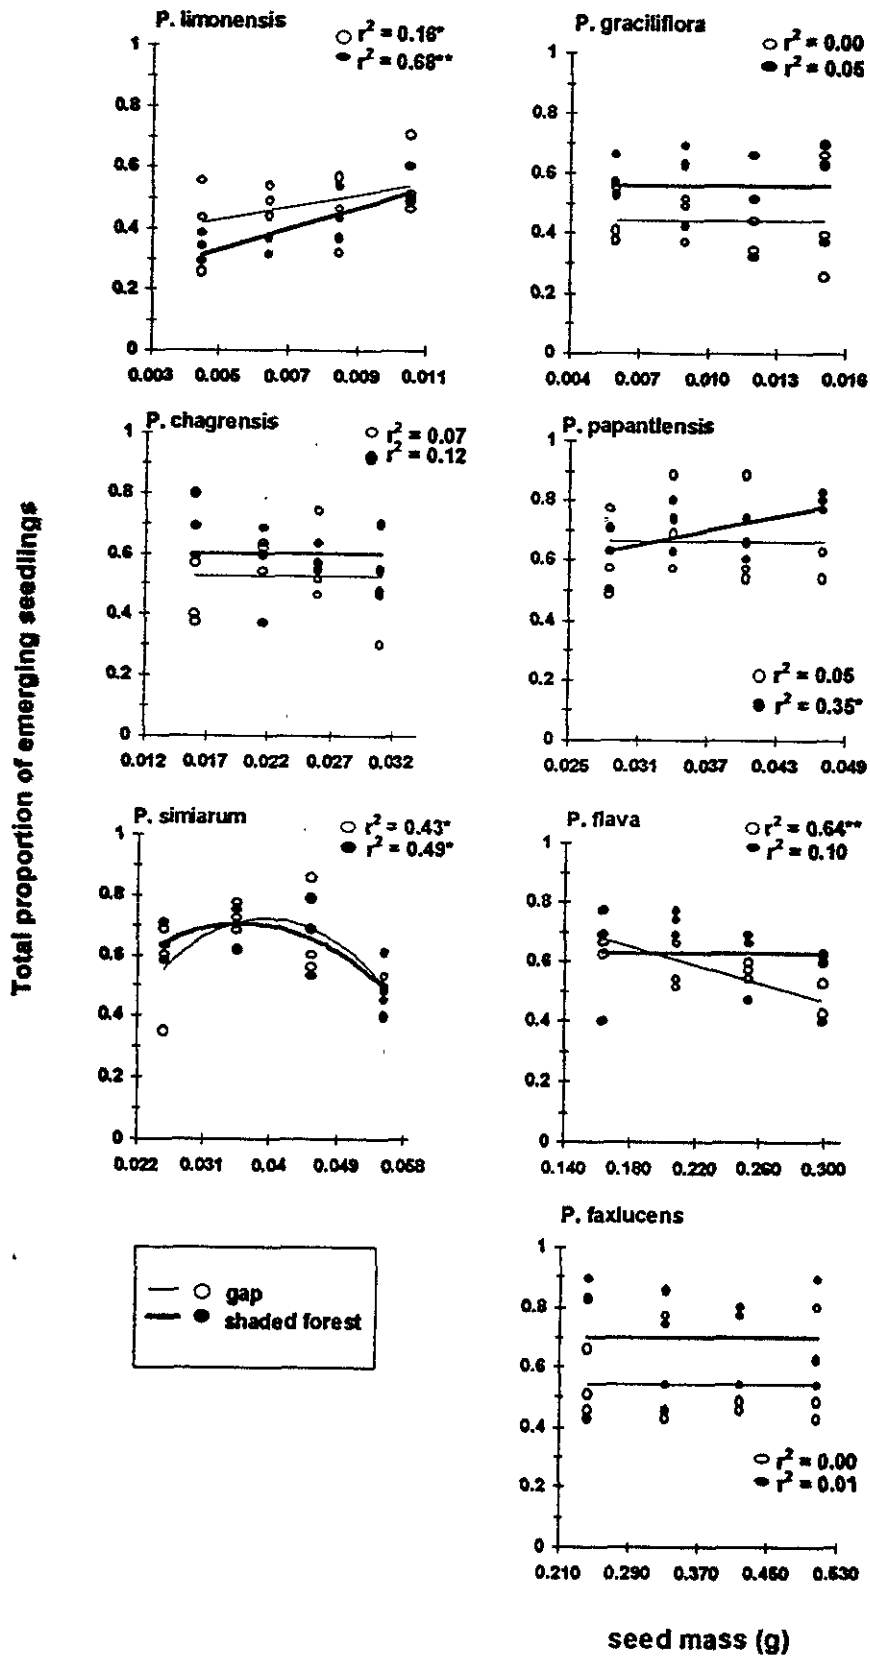 P. limonensis
r² = 0.16*
r² = 0.68**
1
0.8
0.6
0.4
0.2
0
0.003 0.005 0.007 0.009 0.011
P. graciliflora
r² = 0.00
r² = 0.05
1
0.8
0.6
0.4
0.2
0
0.004 0.007 0.010 0.013 0.016
P. chagrensis
r² = 0.07
r² = 0.12
1
0.8
0.6
0.4
0.2
0
0.012 0.017 0.022 0.027 0.032
P. papantlensis
1
0.8
0.6
0.4
0.2
0
r² = 0.05
r² = 0.35*
0.025 0.031 0.037 0.043 0.049
Total proportion of emerging seedlings
P. simiarum
r² = 0.43*
r² = 0.49*
1
0.8
0.6
0.4
0.2
0
0.022 0.031 0.04 0.049 0.058
P. flava
r² = 0.64**
r² = 0.10
1
0.8
0.6
0.4
0.2
0
0.140 0.180 0.220 0.260 0.300
gap
shaded forest
P. faxlucens
1
0.8
0.6
0.4
0.2
0
r² = 0.00
r² = 0.01
0.210 0.290 0.370 0.450 0.530
seed mass (g)